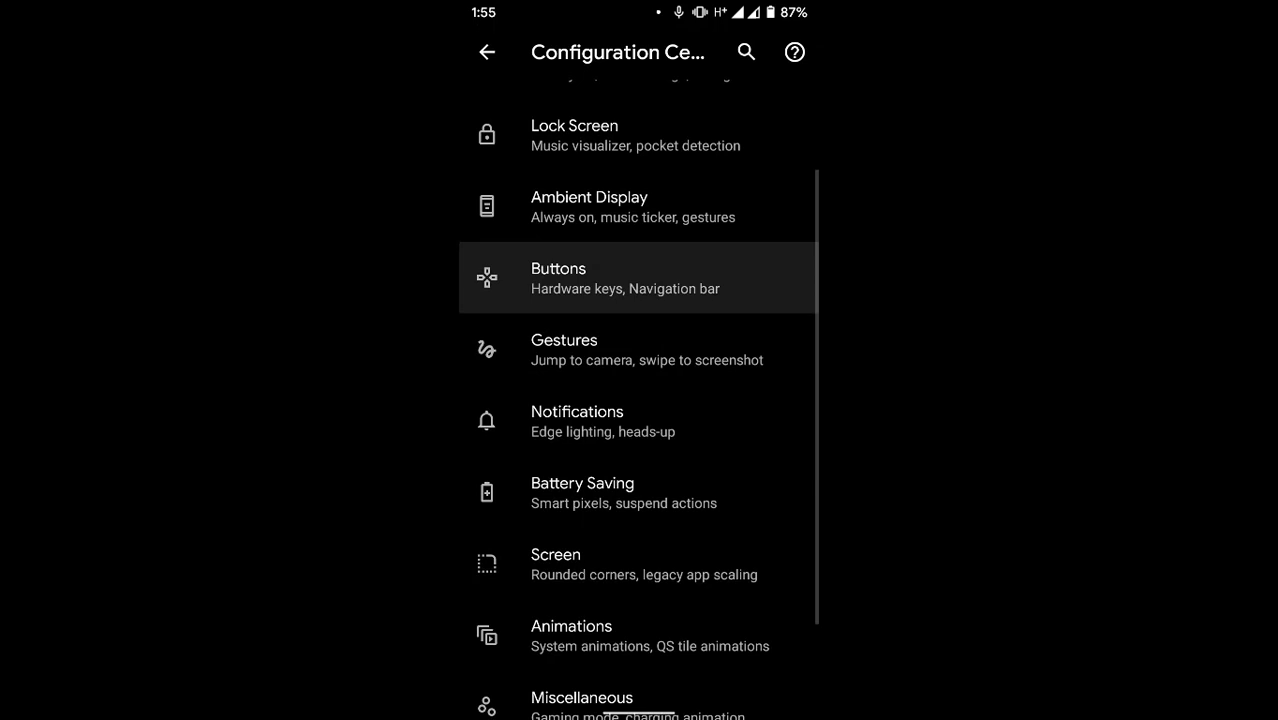 1:55 H+ 87%
Configuration Ce...
Lock Screen
Music visualizer, pocket detection
Ambient Display
Always on, music ticker, gestures
Buttons
Hardware keys, Navigation bar
Gestures
Jump to camera, swipe to screenshot
Notifications
Edge lighting, heads-up
Battery Saving
Smart pixels, suspend actions
Screen
Rounded corners, legacy app scaling
Animations
System animations, QS tile animations
Miscellaneous
Gaming mode, charging animation